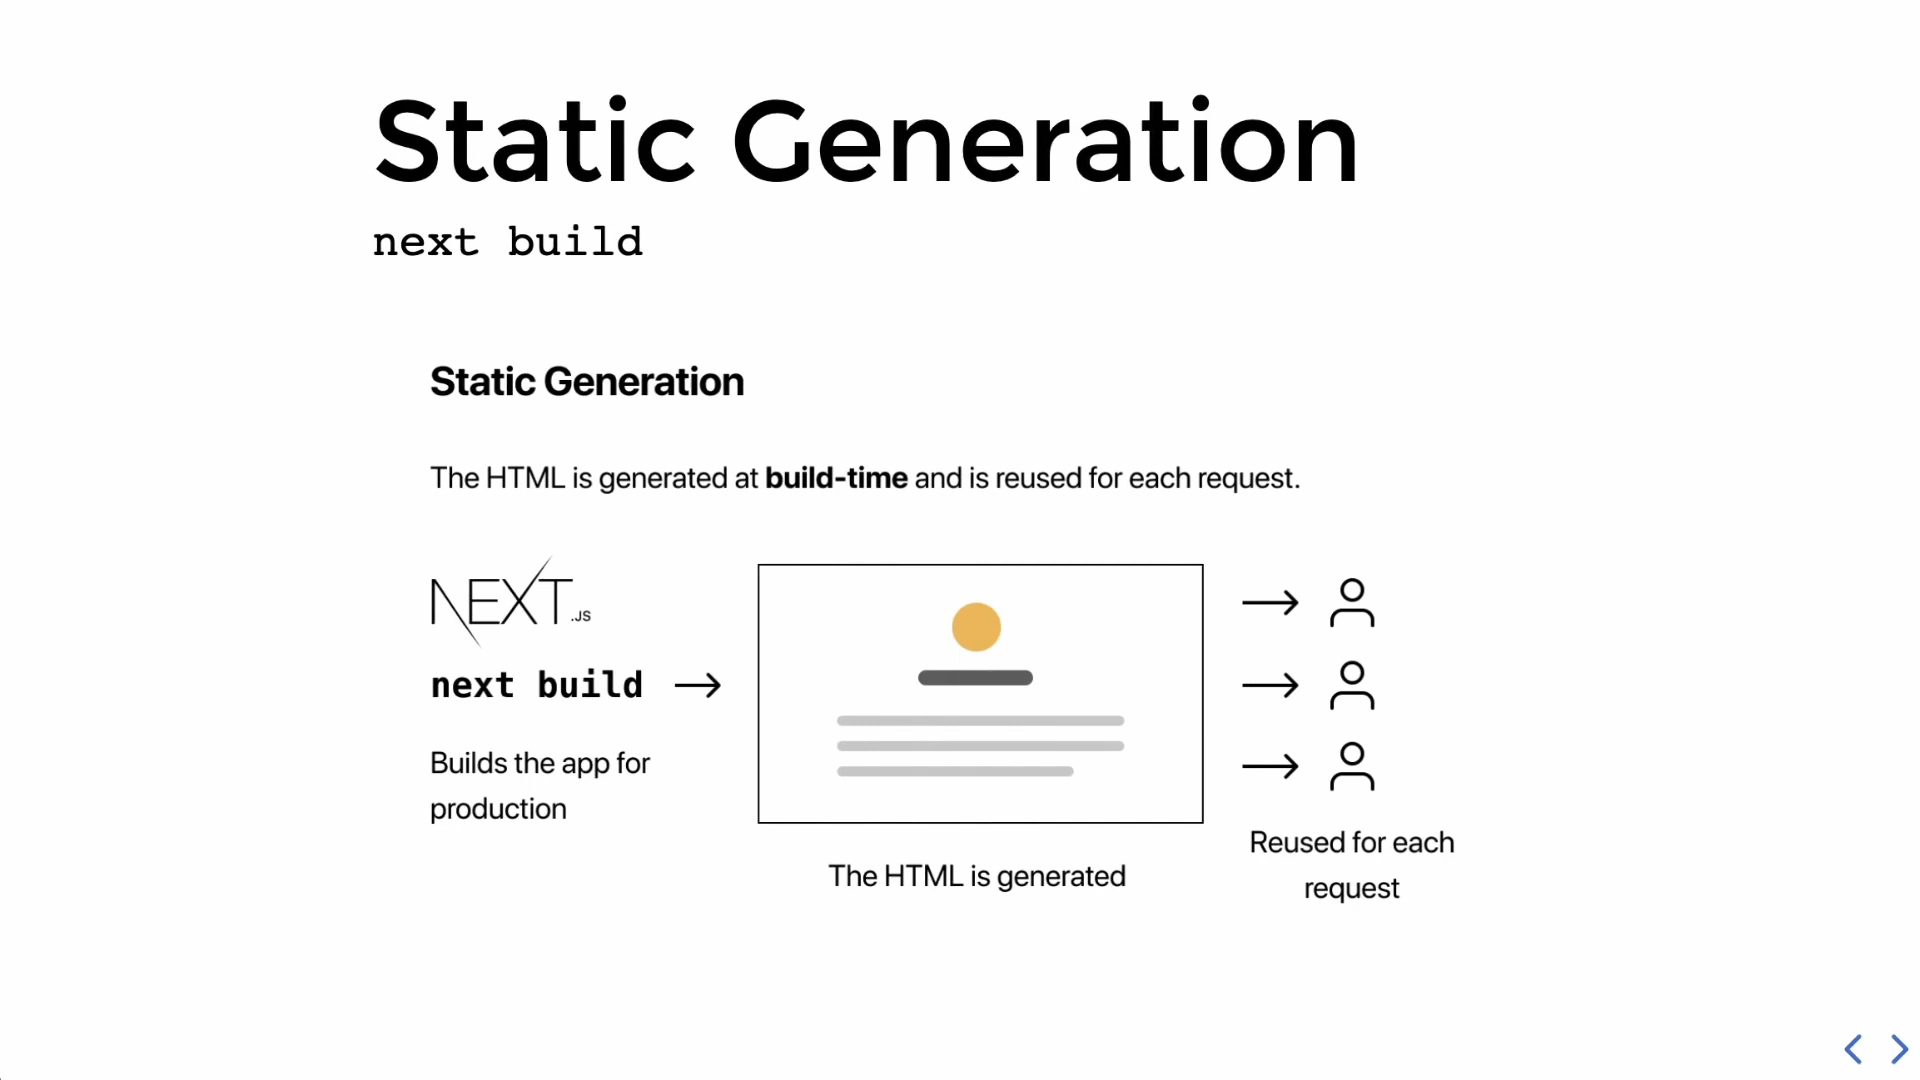 Static Generation
next build
Static Generation
The HTML is generated at build-time and is reused for each request.
NEXT.JS
next build
Builds the app for
production
The HTML is generated
Reused for each
request